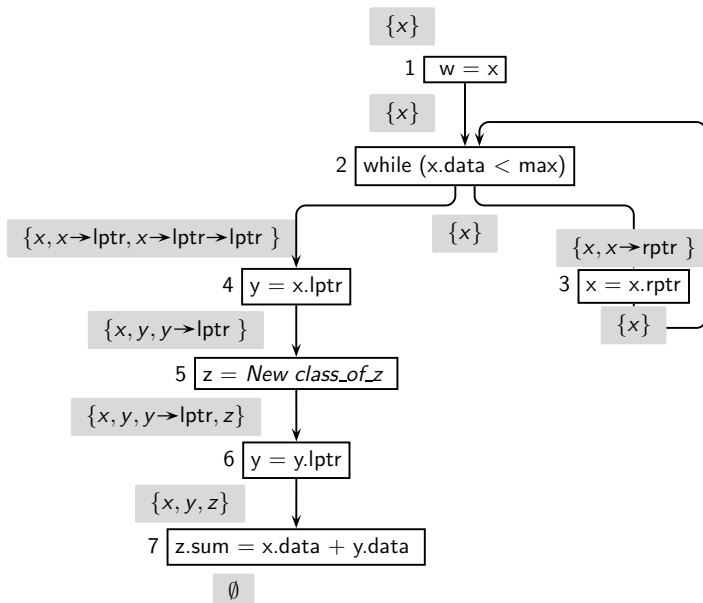 {x}
1 w = x
{x}
2 while (x.data < max)
{x, x→lptr, x→lptr→lptr }
{x}
{x, x→rptr }
4 y = x.lptr
3 x = x.rptr
{x, y, y→lptr }
{x}
5 z = New class_of_z
{x, y, y→lptr, z}
6 y = y.lptr
{x, y, z}
7 z.sum = x.data + y.data
∅